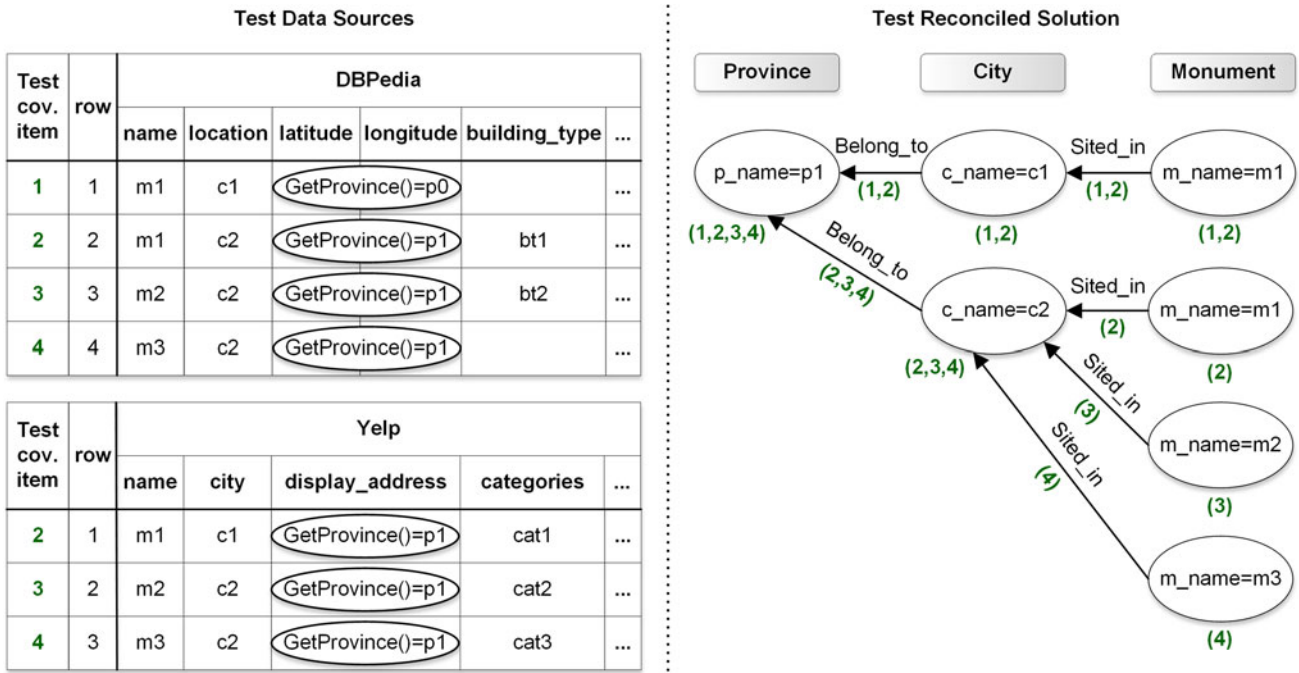 Test Data Sources
Test cov. item row DBPedia
name location latitude longitude building_type ...
1 1 m1 c1 GetProvince()=p0 ...
2 2 m1 c2 GetProvince()=p1 bt1 ...
3 3 m2 c2 GetProvince()=p1 bt2 ...
4 4 m3 c2 GetProvince()=p1 ...
Test cov. item row Yelp
name city display_address categories ...
2 1 m1 c1 GetProvince()=p1 cat1 ...
3 2 m2 c2 GetProvince()=p1 cat2 ...
4 3 m3 c2 GetProvince()=p1 cat3 ...
Test Reconciled Solution
Province City Monument
Belong_to Sited_in
p_name=p1 c_name=c1 m_name=m1
(1,2) (1,2)
(1,2,3,4) (1,2) (1,2)
Belong_to
(2,3,4)
Sited_in
c_name=c2 m_name=m1
(2)
(2,3,4) (2)
Sited_in
(3)
m_name=m2
(3)
Sited_in
(4)
m_name=m3
(4)